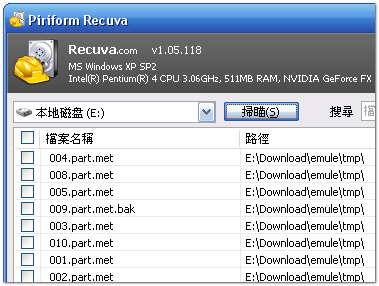 Piriform Recuva
Recuva.com v1.05.118
MS Windows XP SP2
Intel(R) Pentium(R) 4 CPU 3.06GHz, 511MB RAM, NVIDIA GeForce FX
本地磁盘 (E:) 掃瞄(S) 搜尋
檔案名稱 路徑
004.part.met E:\Download\emule\tmp\
008.part.met E:\Download\emule\tmp\
005.part.met E:\Download\emule\tmp\
009.part.met.bak E:\Download\emule\tmp\
003.part.met E:\Download\emule\tmp\
010.part.met E:\Download\emule\tmp\
001.part.met E:\Download\emule\tmp\
002.part.met E:\Download\emule\tmp\